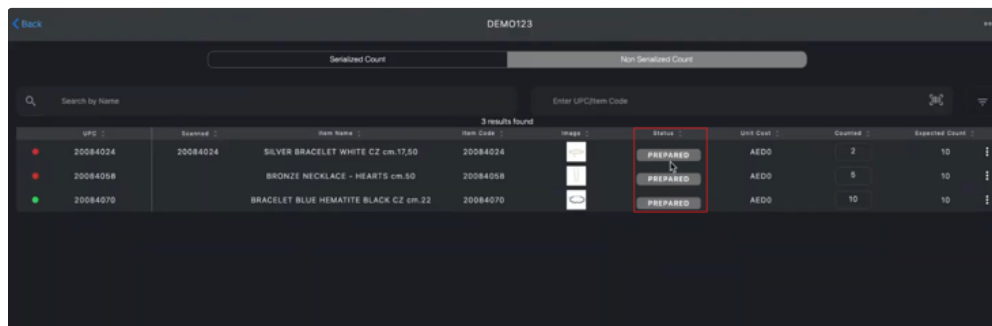 Back DEMO123
Serialized Count Non Serialized Count
Search by Name Enter UPC/Item Code
3 results found
UPC Scanned Item Name Item Code Image Status Unit Cost Counted Expected Count
20084024 20084024 SILVER BRACELET WHITE CZ cm.17,50 20084024 PREPARED AED0 2 10
20084058 BRONZE NECKLACE - HEARTS cm.50 20084058 PREPARED AED0 5 10
20084070 BRACELET BLUE HEMATITE BLACK CZ cm.22 20084070 PREPARED AED0 10 10